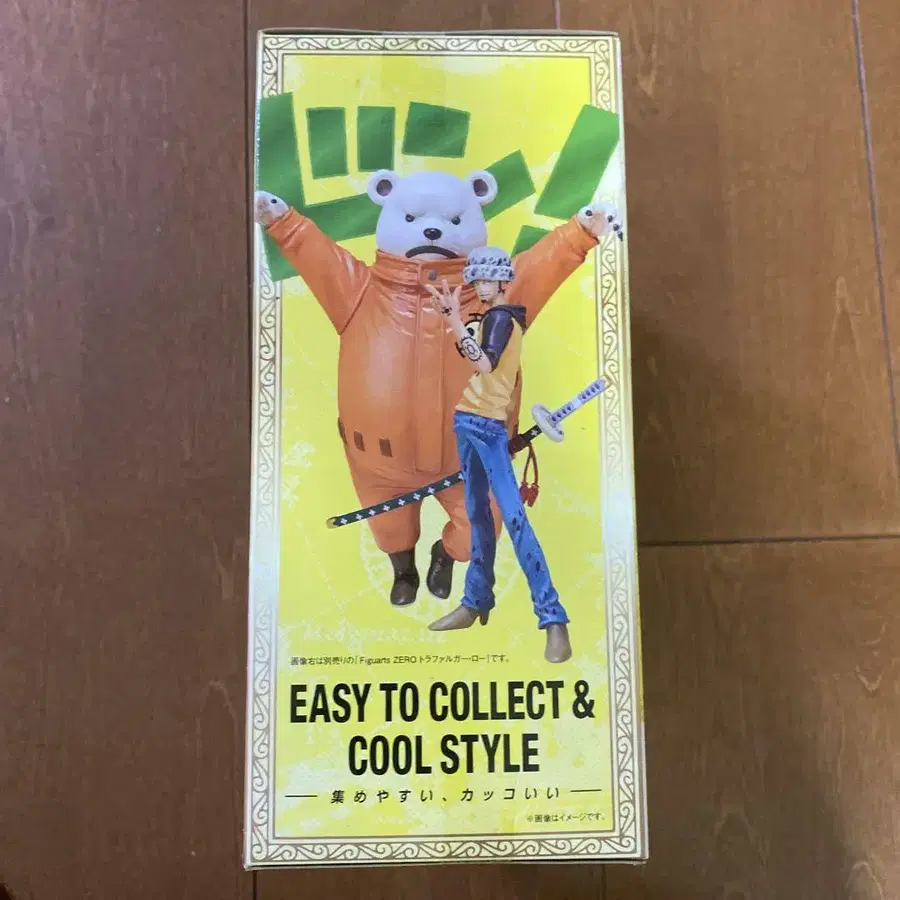 ドン!
画像右は別売りの「Figuarts ZERO トラファルガー・ロー」です。
EASY TO COLLECT &
COOL STYLE
集めやすい、カッコいい
※画像はイメージです。